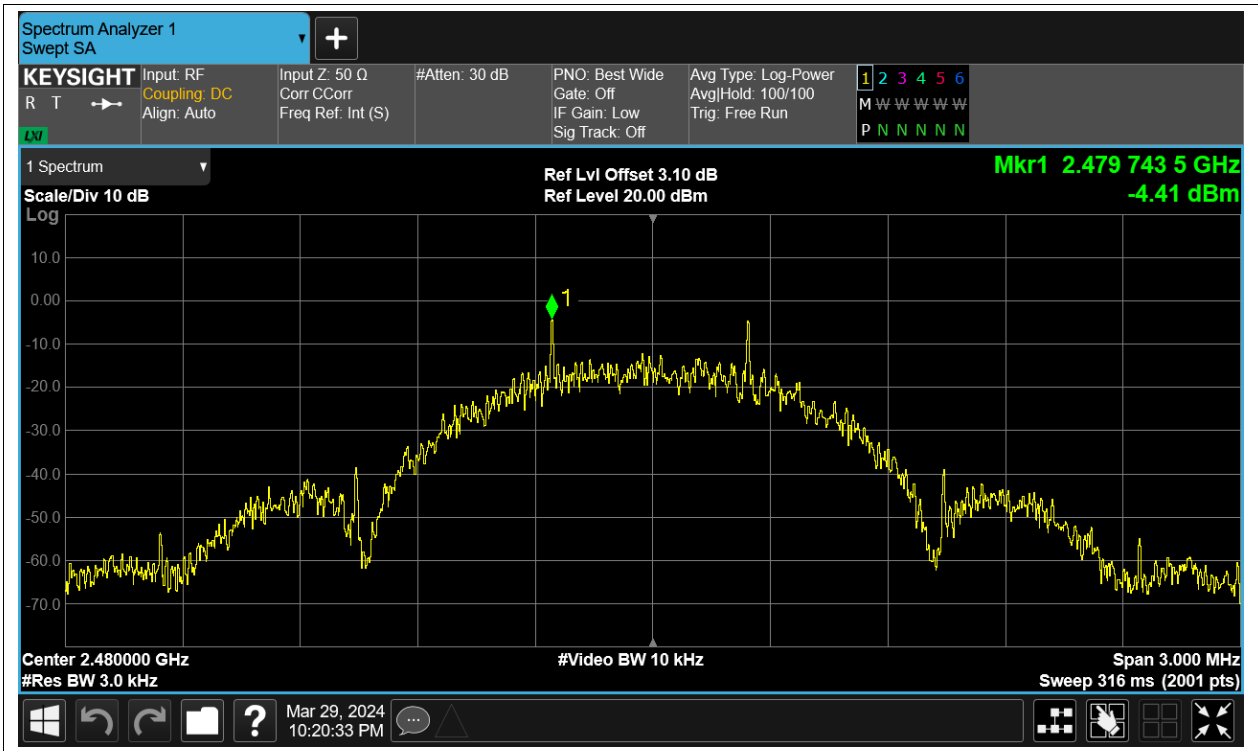 Spectrum Analyzer 1
Swept SA
KEYSIGHT
R T
LXI
Input: RF
Coupling: DC
Align: Auto
Input Z: 50 Ω
Corr CCorr
Freq Ref: Int (S)
#Atten: 30 dB
PNO: Best Wide
Gate: Off
IF Gain: Low
Sig Track: Off
Avg Type: Log-Power
Avg|Hold: 100/100
Trig: Free Run
1 2 3 4 5 6
M W W W W W
P N N N N N
1 Spectrum
Scale/Div 10 dB
Ref Lvl Offset 3.10 dB
Ref Level 20.00 dBm
Mkr1 2.479 743 5 GHz
-4.41 dBm
Log
10.0
0.00
-10.0
-20.0
-30.0
-40.0
-50.0
-60.0
-70.0
1
Center 2.480000 GHz
#Res BW 3.0 kHz
#Video BW 10 kHz
Span 3.000 MHz
Sweep 316 ms (2001 pts)
?
Mar 29, 2024
10:20:33 PM